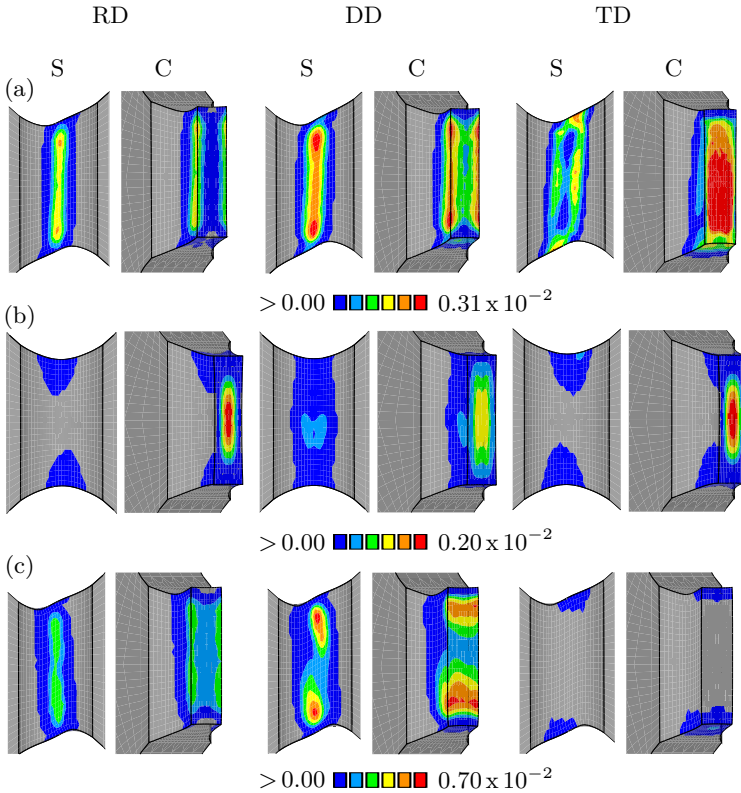 RD DD TD
S C S C S C
(a)
> 0.00 0.31 x 10⁻²
(b)
> 0.00 0.20 x 10⁻²
(c)
> 0.00 0.70 x 10⁻²